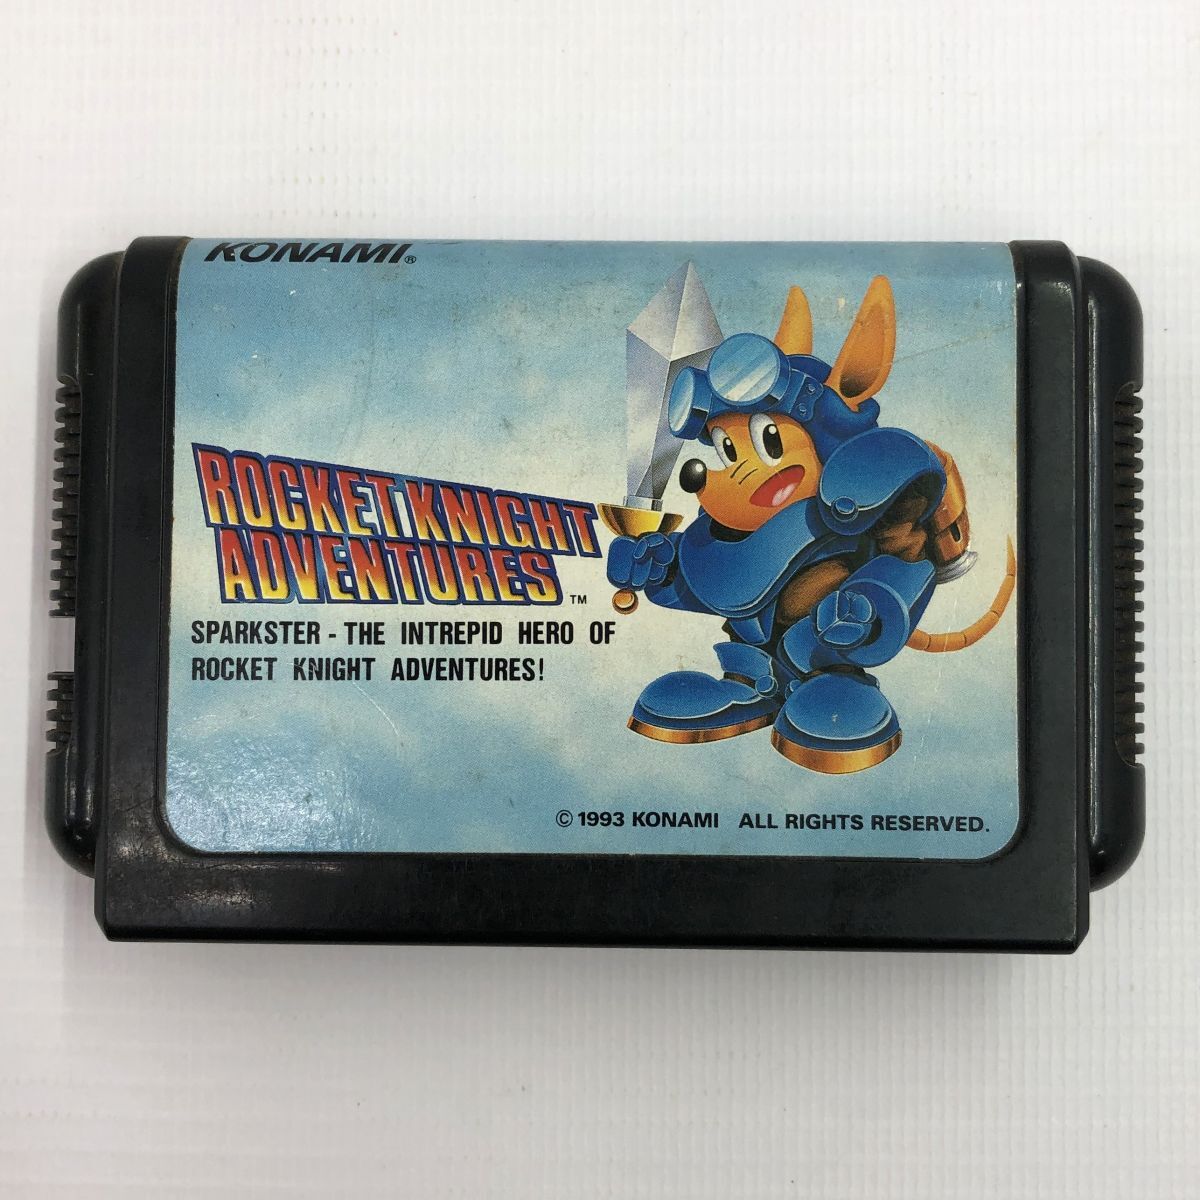 KONAMI®
ROCKET KNIGHT
ADVENTURES™
SPARKSTER - THE INTREPID HERO OF
ROCKET KNIGHT ADVENTURES!
© 1993 KONAMI ALL RIGHTS RESERVED.